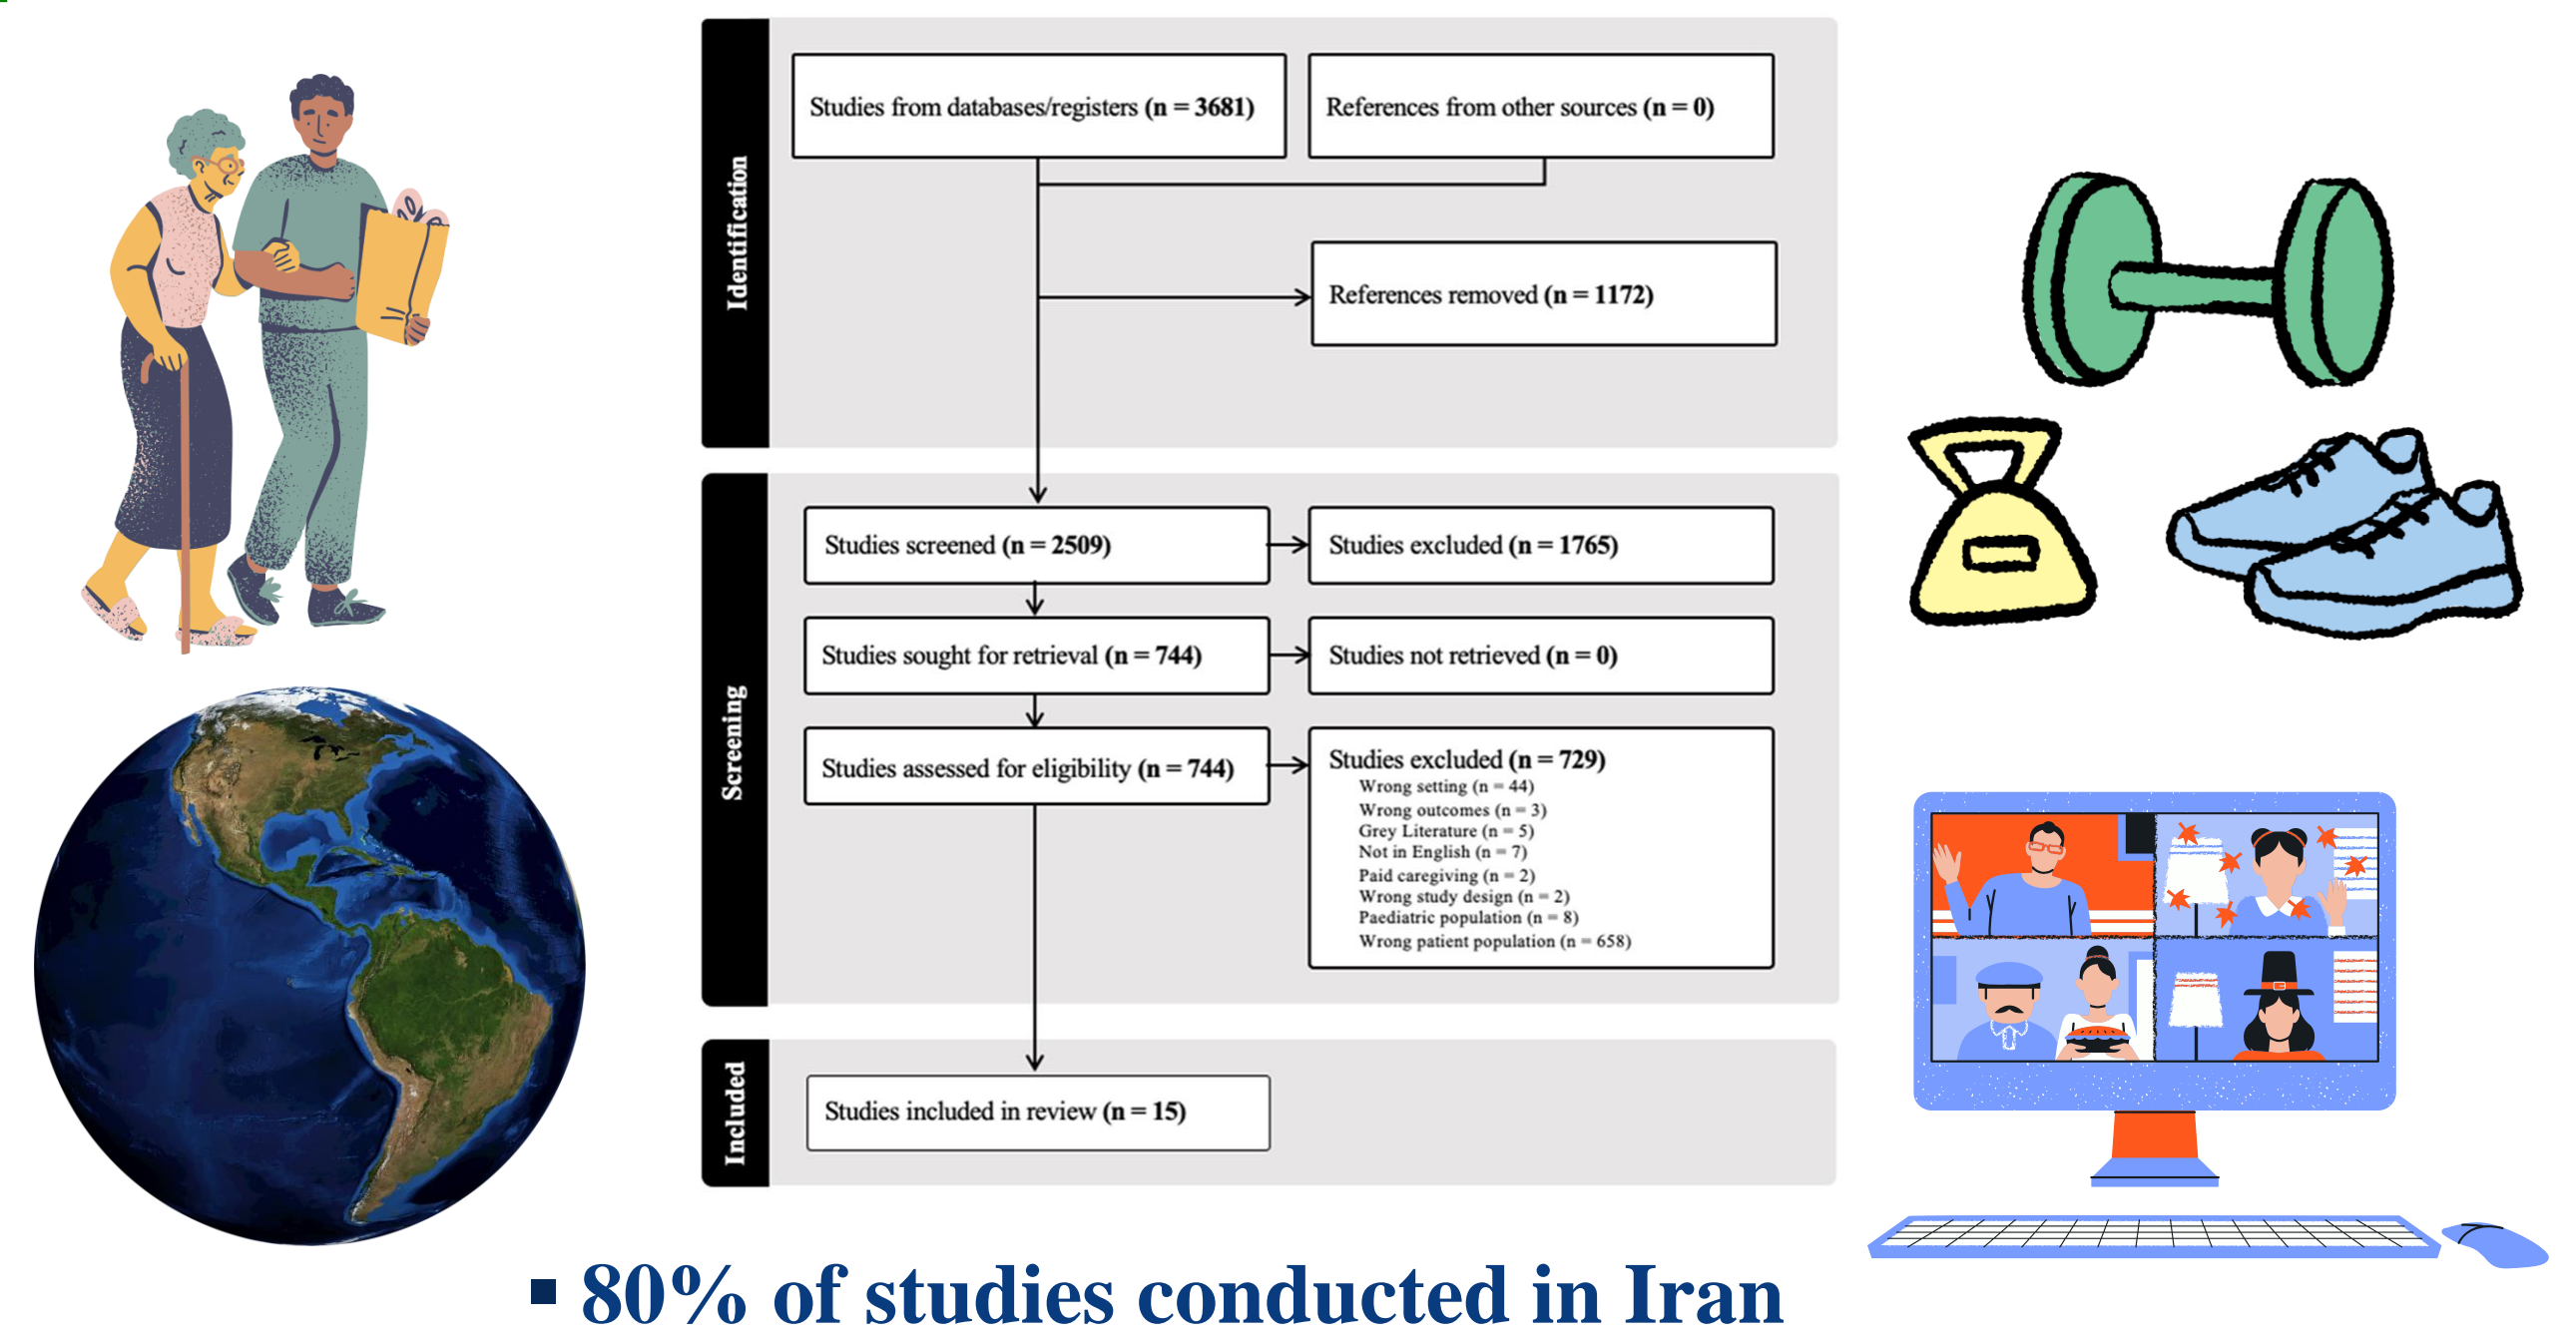 Identification
Studies from databases/registers (n = 3681)
References from other sources (n = 0)
References removed (n = 1172)
Screening
Studies screened (n = 2509)
Studies excluded (n = 1765)
Studies sought for retrieval (n = 744)
Studies not retrieved (n = 0)
Studies assessed for eligibility (n = 744)
Studies excluded (n = 729)
Wrong setting (n = 44)
Wrong outcomes (n = 3)
Grey Literature (n = 5)
Not in English (n = 7)
Paid caregiving (n = 2)
Wrong study design (n = 2)
Paediatric population (n = 8)
Wrong patient population (n = 658)
Included
Studies included in review (n = 15)
▪ 80% of studies conducted in Iran